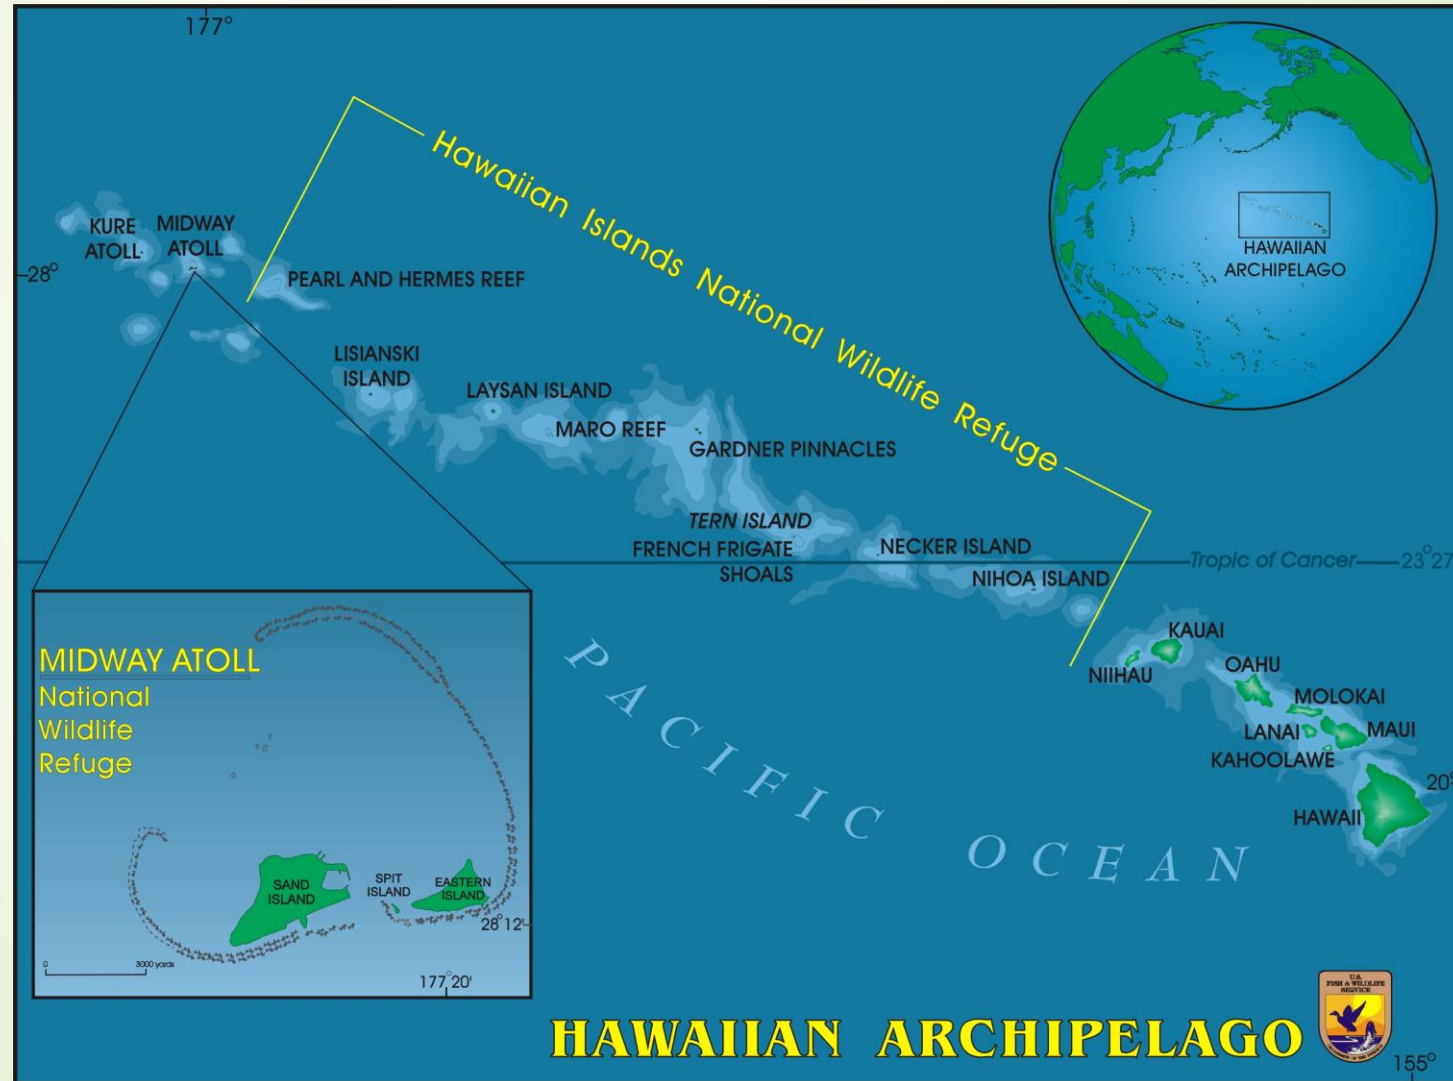 177°
Hawaiian Islands National Wildlife Refuge
HAWAIIAN
ARCHIPELAGO
KURE
ATOLL
MIDWAY
ATOLL
28°
PEARL AND HERMES REEF
LISIANSKI
ISLAND
LAYSAN ISLAND
MARO REEF
GARDNER PINNACLES
TERN ISLAND
FRENCH FRIGATE
SHOALS
NECKER ISLAND
NIHOA ISLAND
Tropic of Cancer
23°27
KAUAI
NIIHAU
OAHU
MOLOKAI
LANAI
MAUI
KAHOOLAWE
20°
HAWAII
PACIFIC OCEAN
MIDWAY ATOLL
National
Wildlife
Refuge
SAND
ISLAND
SPIT
ISLAND
EASTERN
ISLAND
28°12'
0
3000 yards
177°20'
HAWAIIAN ARCHIPELAGO
U.S.
FISH & WILDLIFE
SERVICE
155°